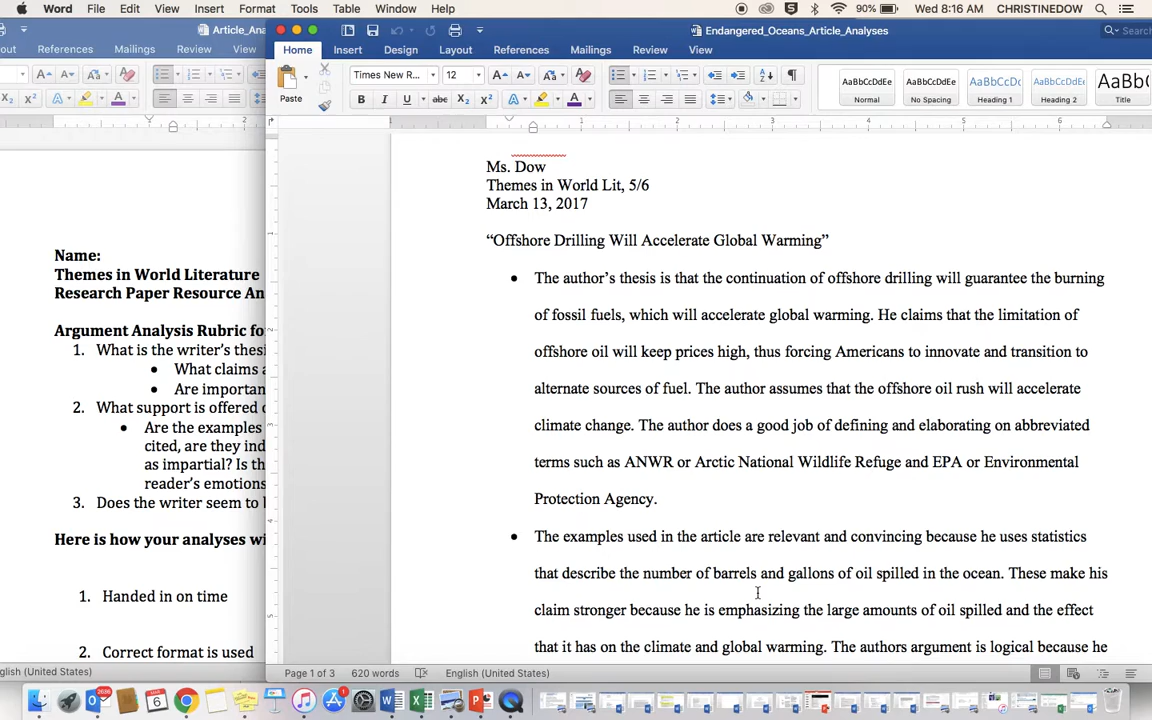 Word File Edit View Insert Format Tools Table Window Help 90% Wed 8:16 AM CHRISTINEDOW
Article_An
Endangered_Oceans_Article_Analyses
Search
References Mailings Review View
Home Insert Design Layout References Mailings Review View
Paste
Times New R... 12
AaBbCcDdEe AaBbCcDdEe AaBbCcDc AaBbCcDdEe AaBbC
Normal No Spacing Heading 1 Heading 2 Title
Name:
Themes in World Literature
Research Paper Resource An
Argument Analysis Rubric fo
1. What is the writer’s thesi
• What claims a
• Are importan
2. What support is offered o
• Are the examples
cited, are they ind
as impartial? Is th
reader’s emotions
3. Does the writer seem to
Here is how your analyses wi
1. Handed in on time
2. Correct format is used
Ms. Dow
Themes in World Lit, 5/6
March 13, 2017
“Offshore Drilling Will Accelerate Global Warming”
• The author’s thesis is that the continuation of offshore drilling will guarantee the burning
of fossil fuels, which will accelerate global warming. He claims that the limitation of
offshore oil will keep prices high, thus forcing Americans to innovate and transition to
alternate sources of fuel. The author assumes that the offshore oil rush will accelerate
climate change. The author does a good job of defining and elaborating on abbreviated
terms such as ANWR or Arctic National Wildlife Refuge and EPA or Environmental
Protection Agency.
• The examples used in the article are relevant and convincing because he uses statistics
that describe the number of barrels and gallons of oil spilled in the ocean. These make his
claim stronger because he is emphasizing the large amounts of oil spilled and the effect
that it has on the climate and global warming. The authors argument is logical because he
glish (United States)
Page 1 of 3 620 words English (United States)